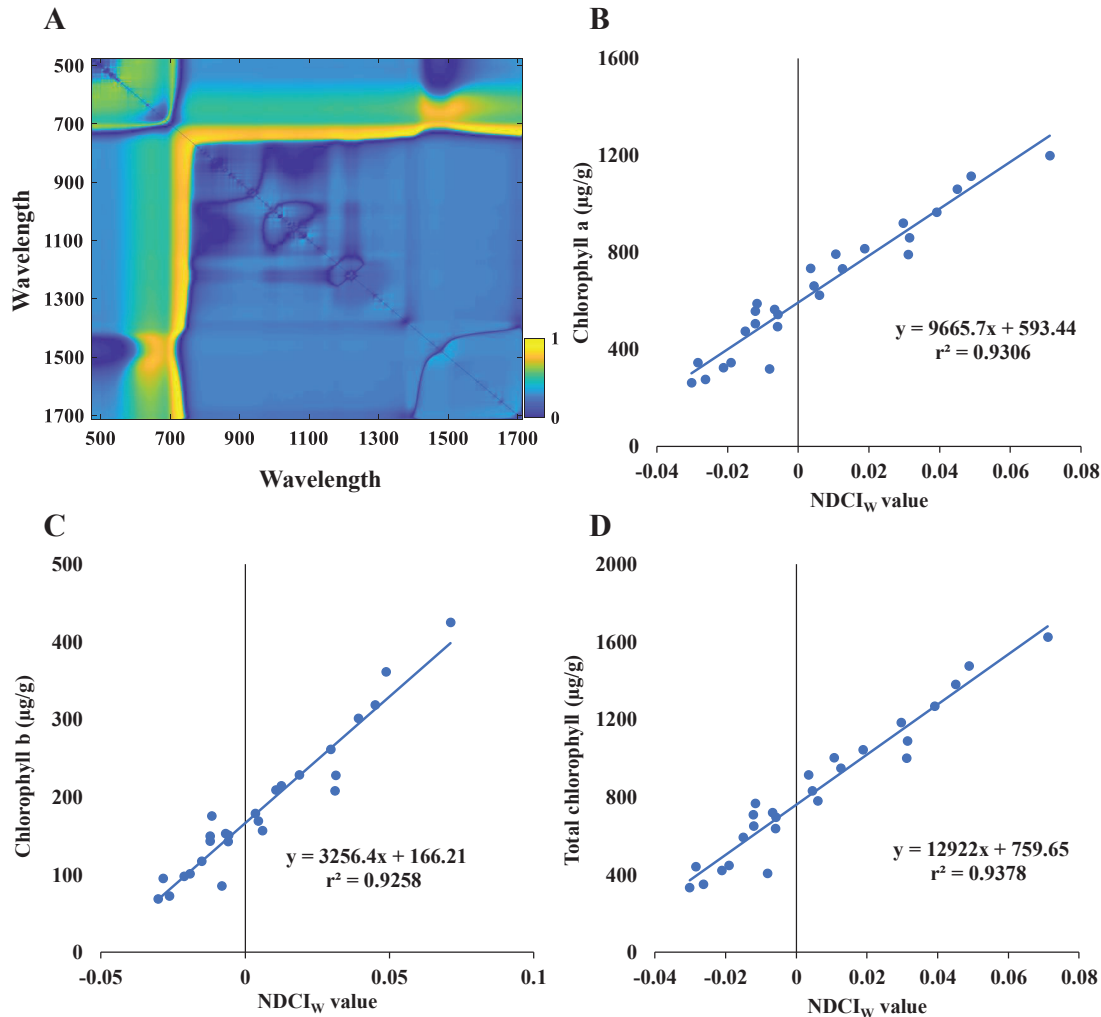 A
500
700
900
1100
1300
1500
1700
Wavelength
500 700 900 1100 1300 1500 1700
Wavelength
1
0
B
1600
1200
800
400
0
Chlorophyll a (µg/g)
y = 9665.7x + 593.44
r² = 0.9306
-0.04 -0.02 0 0.02 0.04 0.06 0.08
NDCIW value
C
500
400
300
200
100
0
Chlorophyll b (µg/g)
y = 3256.4x + 166.21
r² = 0.9258
-0.05 0 0.05 0.1
NDCIW value
D
2000
1600
1200
800
400
0
Total chlorophyll (µg/g)
y = 12922x + 759.65
r² = 0.9378
-0.04 -0.02 0 0.02 0.04 0.06 0.08
NDCIW value